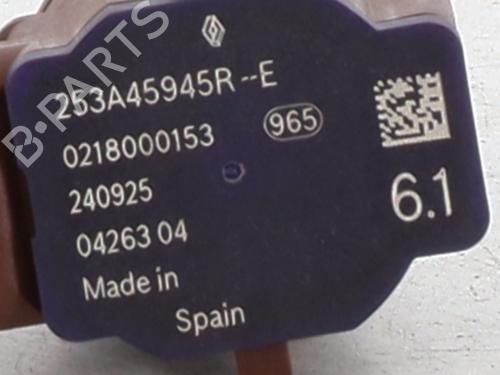 B-PARTS
253A45945R--E
0218000153 965
240925
04263 04
6.1
Made in
Spain